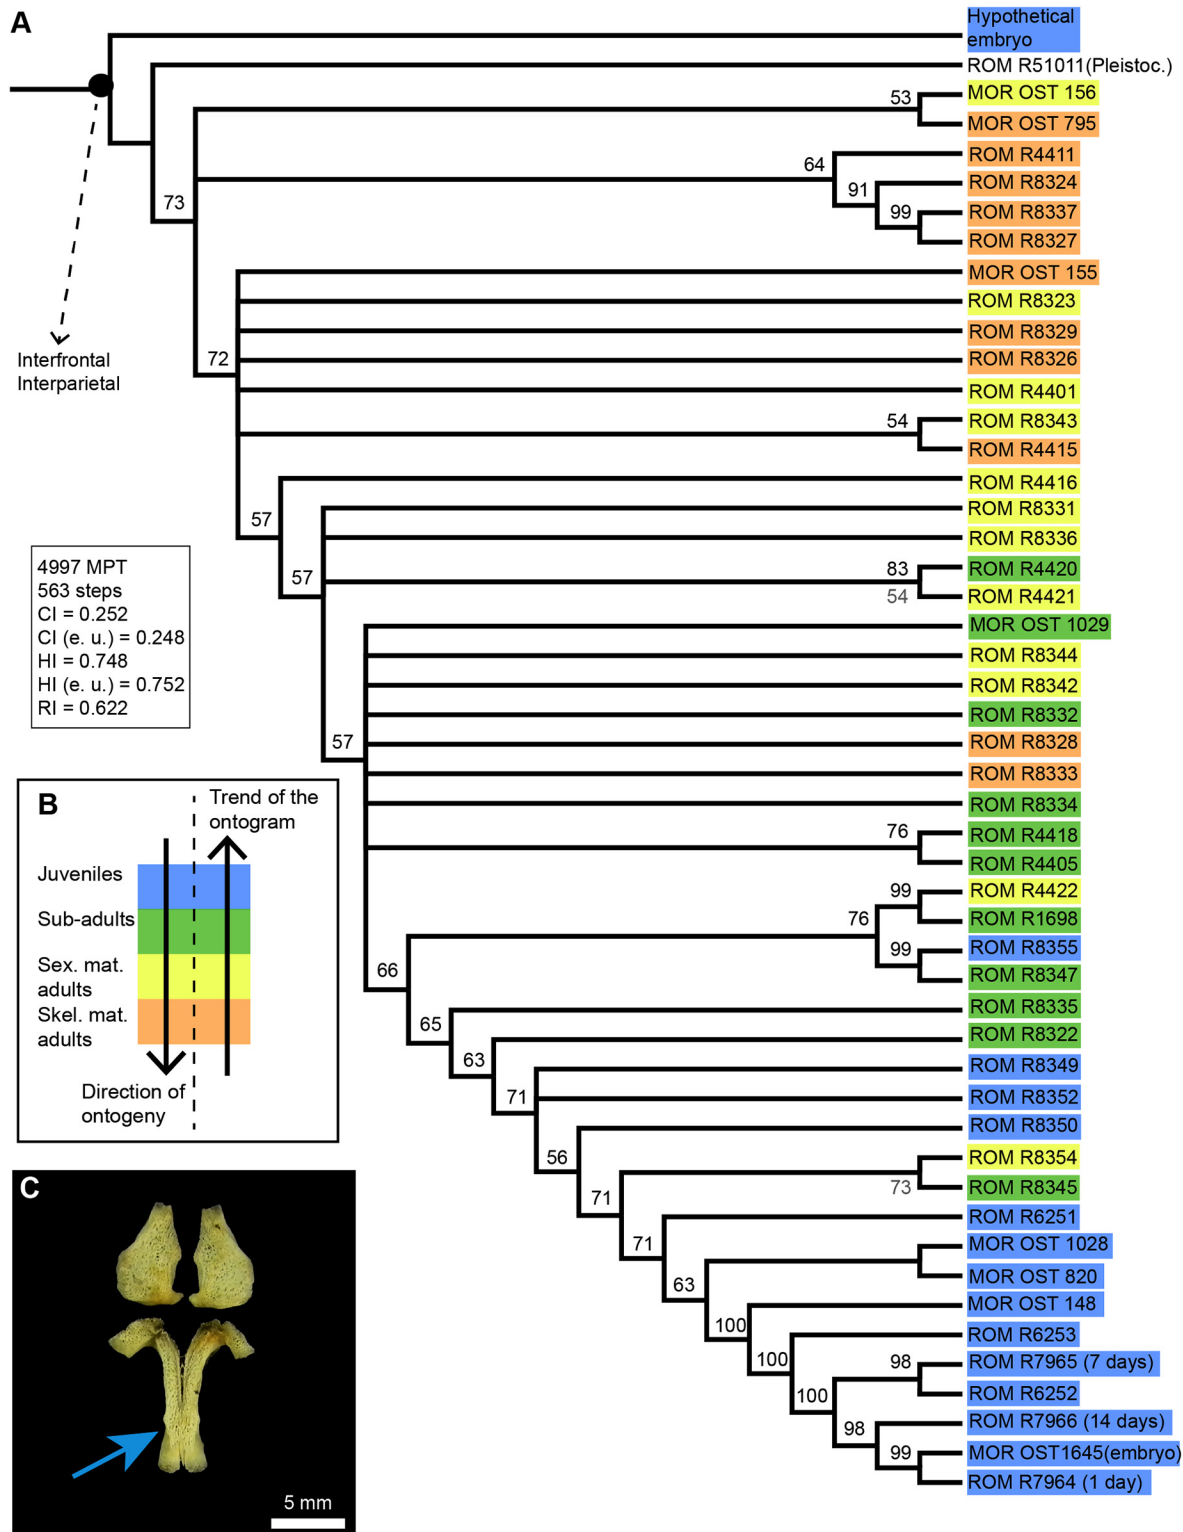 A
Hypothetical
embryo
ROM R51011(Pleistoc.)
53
MOR OST 156
MOR OST 795
64
ROM R4411
91
ROM R8324
99
ROM R8337
ROM R8327
73
MOR OST 155
ROM R8323
ROM R8329
72
ROM R8326
Interfrontal
Interparietal
ROM R4401
54
ROM R8343
ROM R4415
ROM R4416
57
ROM R8331
ROM R8336
57
83
ROM R4420
54
ROM R4421
4997 MPT
563 steps
CI = 0.252
CI (e. u.) = 0.248
HI = 0.748
HI (e. u.) = 0.752
RI = 0.622
MOR OST 1029
ROM R8344
ROM R8342
ROM R8332
57
ROM R8328
ROM R8333
ROM R8334
76
ROM R4418
ROM R4405
B
Trend of the
ontogram
Juveniles
Sub-adults
Sex. mat.
adults
Skel. mat.
adults
Direction of
ontogeny
99
ROM R4422
76
ROM R1698
99
ROM R8355
66
ROM R8347
ROM R8335
65
ROM R8322
63
ROM R8349
71
ROM R8352
ROM R8350
56
ROM R8354
71
73
ROM R8345
ROM R6251
71
MOR OST 1028
63
MOR OST 820
MOR OST 148
100
ROM R6253
100
98
ROM R7965 (7 days)
100
ROM R6252
98
ROM R7966 (14 days)
99
MOR OST1645(embryo)
ROM R7964 (1 day)
C
5 mm